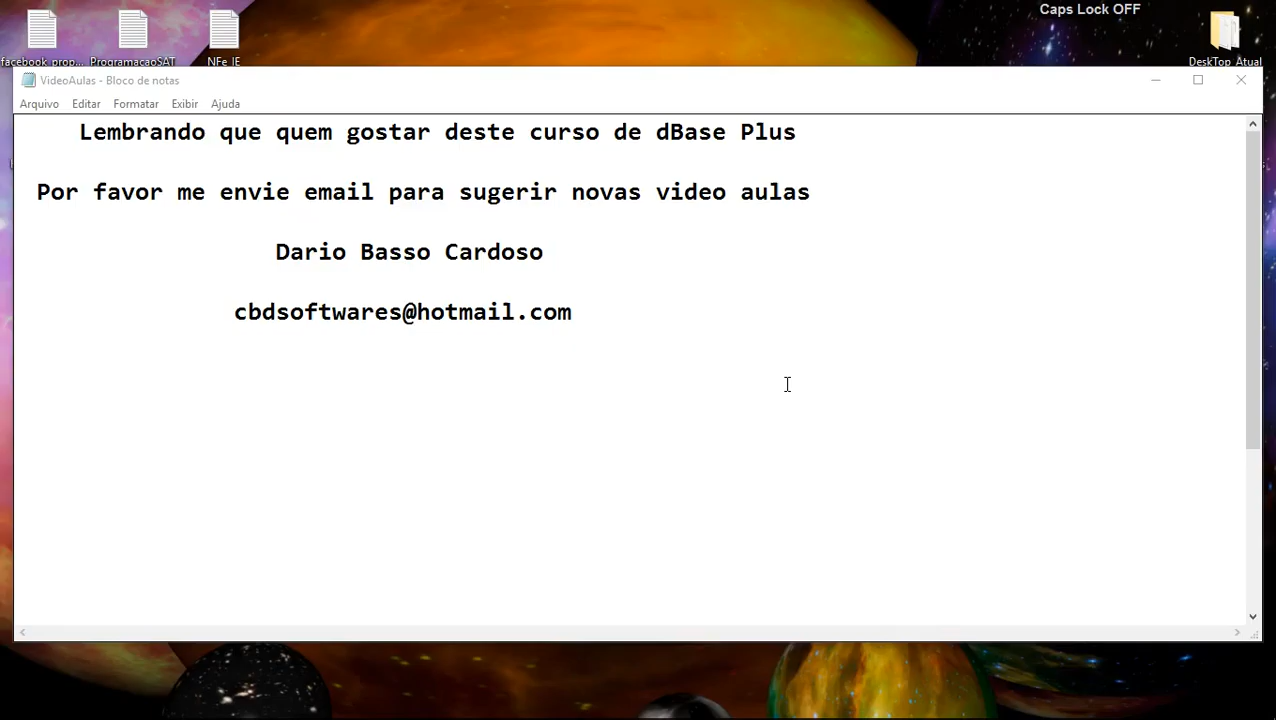 Caps Lock OFF
facebook_prop...
ProgramacaoSAT
NFe_IE
DeskTop_Atual
VideoAulas - Bloco de notas
Arquivo Editar Formatar Exibir Ajuda
Lembrando que quem gostar deste curso de dBase Plus
Por favor me envie email para sugerir novas video aulas
Dario Basso Cardoso
cbdsoftwares@hotmail.com